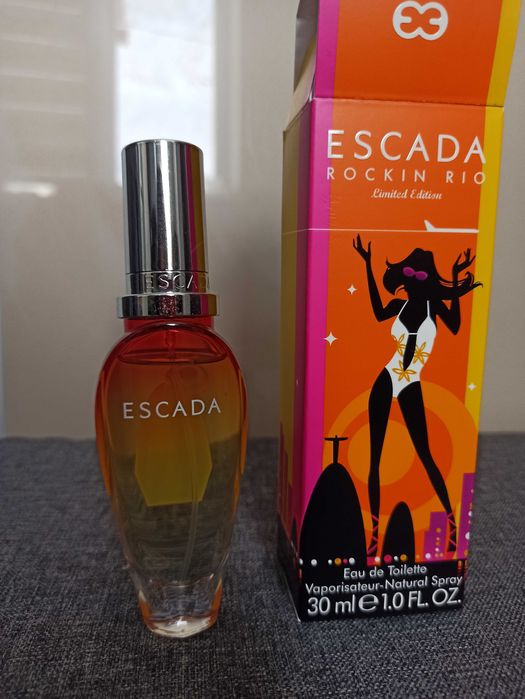 ESCADA
ESCADA
ESCADA
ROCKIN RIO
Limited Edition
Eau de Toilette
Vaporisateur-Natural Spray
30 ml e 1.0 FL. OZ.